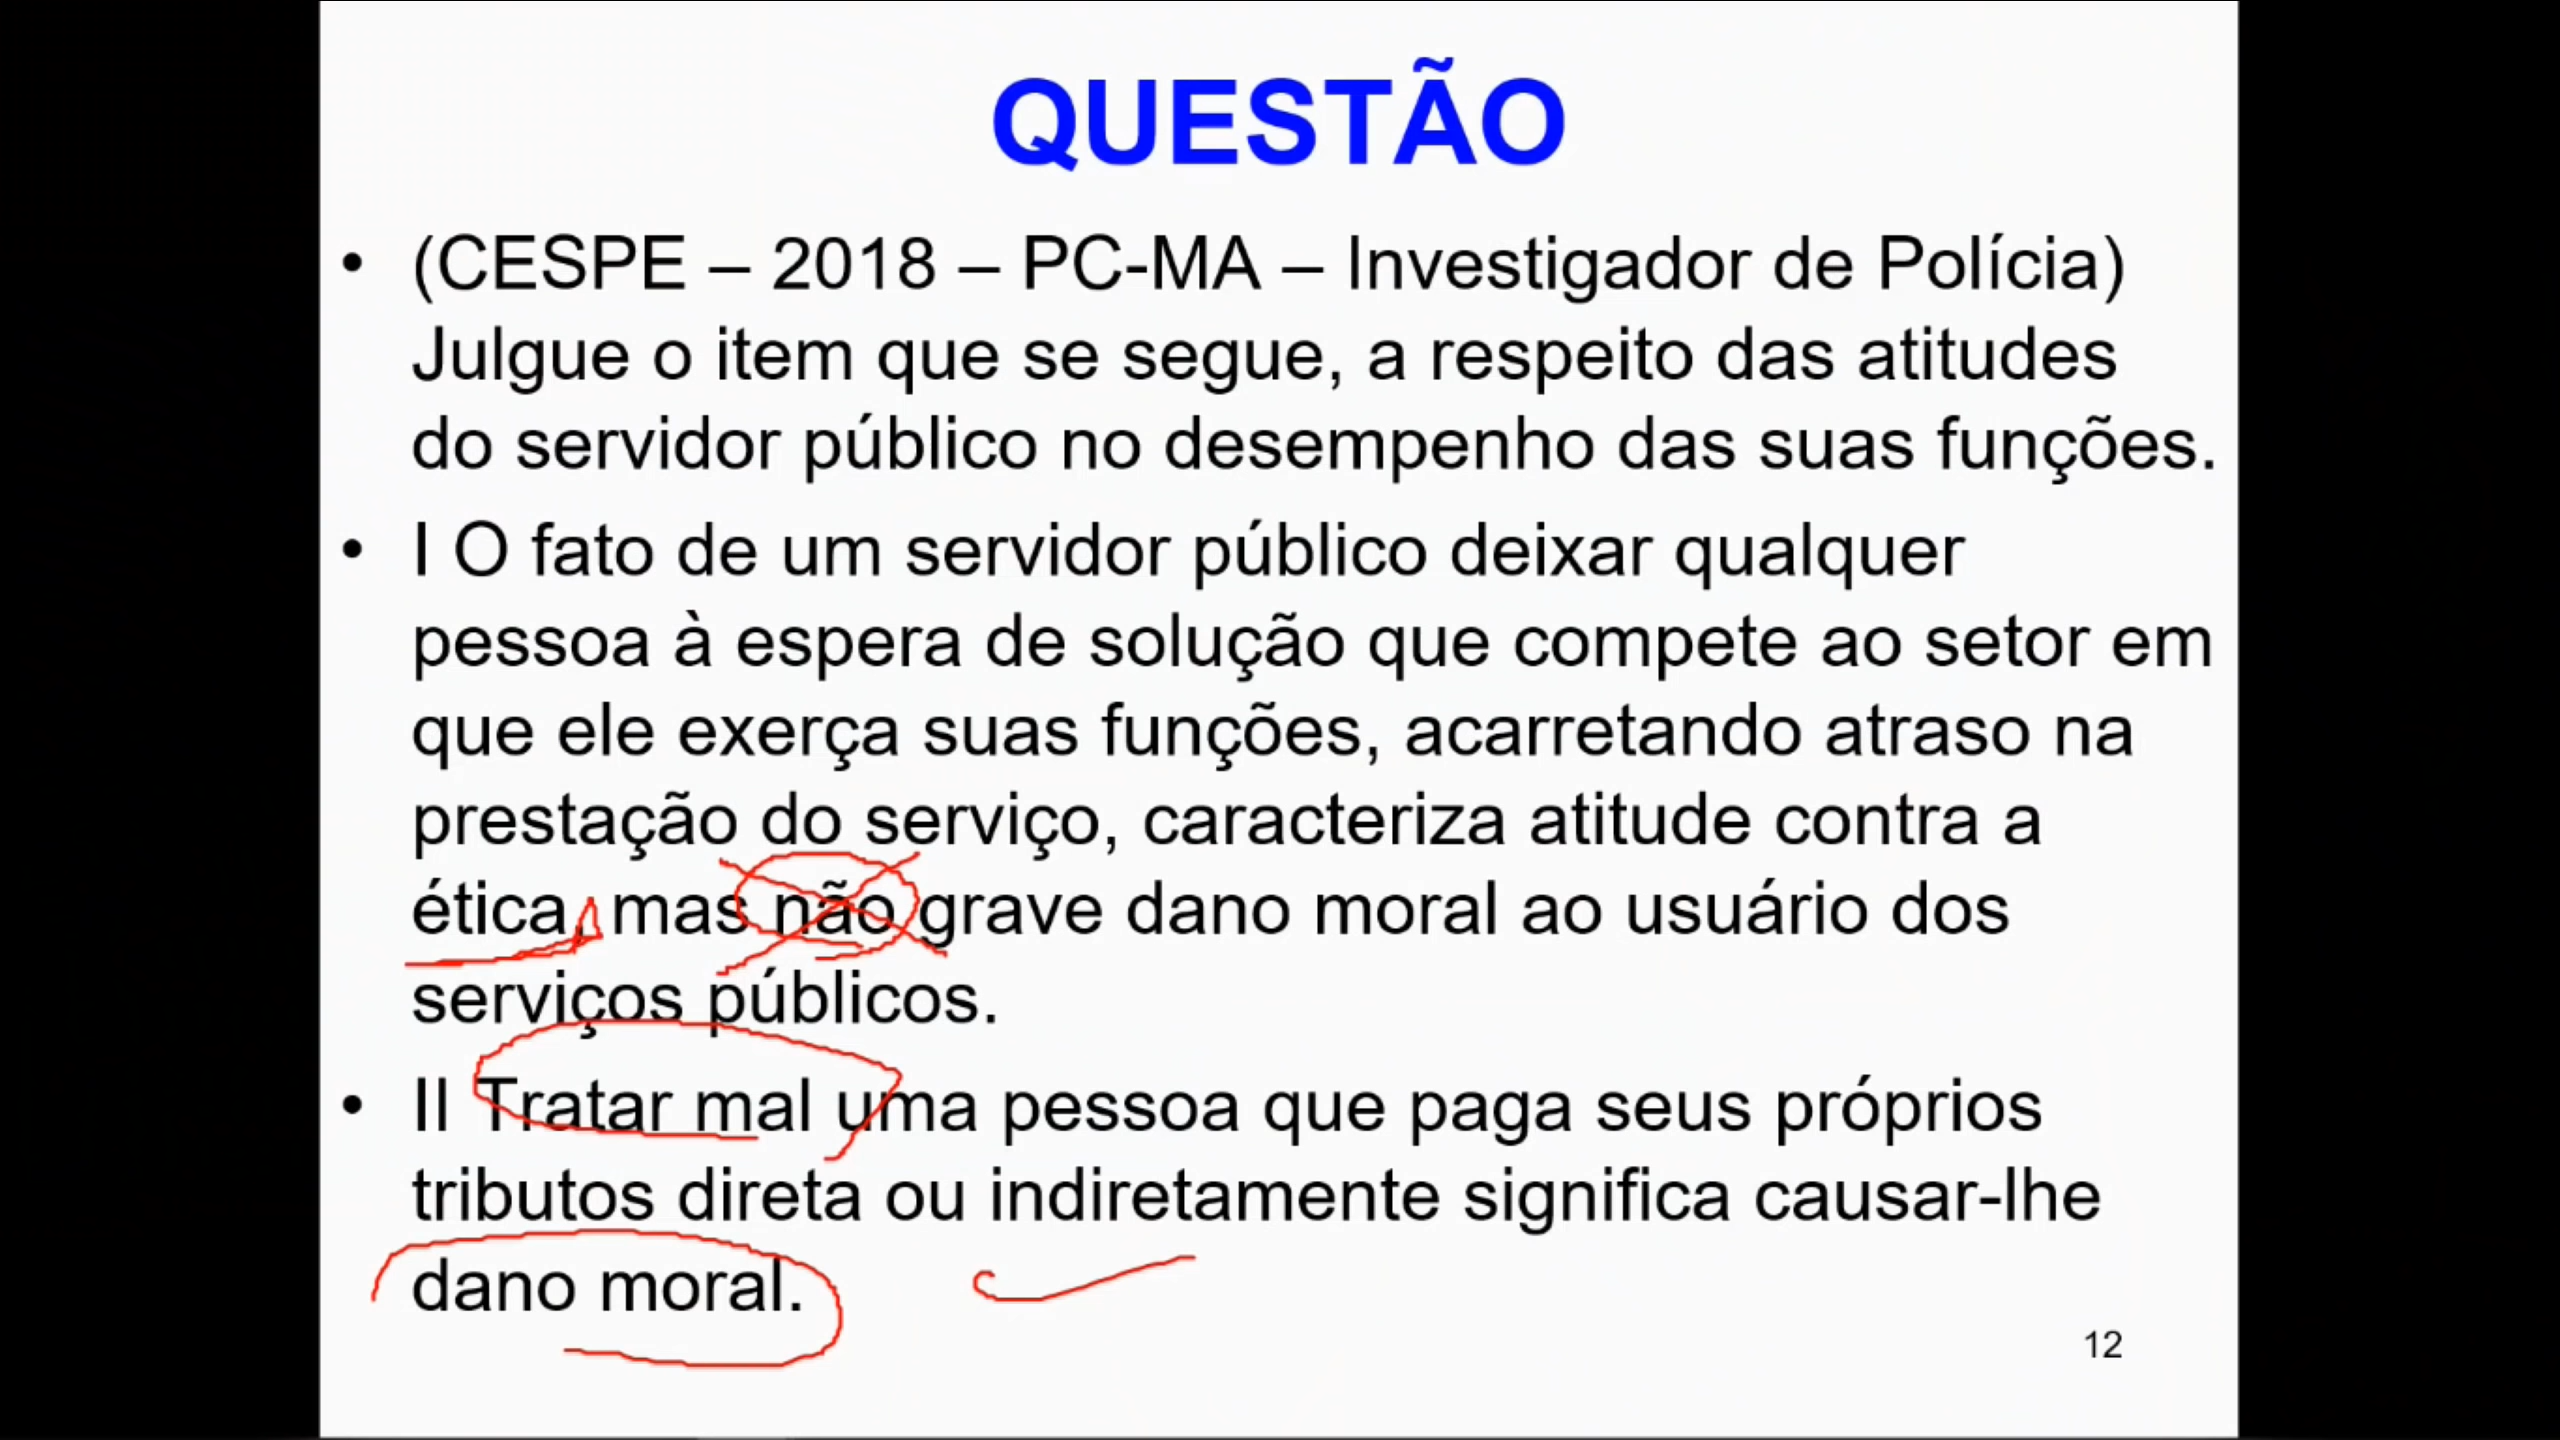 QUESTÃO
• (CESPE – 2018 – PC-MA – Investigador de Polícia)
Julgue o item que se segue, a respeito das atitudes
do servidor público no desempenho das suas funções.
• I O fato de um servidor público deixar qualquer
pessoa à espera de solução que compete ao setor em
que ele exerça suas funções, acarretando atraso na
prestação do serviço, caracteriza atitude contra a
ética, mas não grave dano moral ao usuário dos
serviços públicos.
• II Tratar mal uma pessoa que paga seus próprios
tributos direta ou indiretamente significa causar-lhe
dano moral.
12